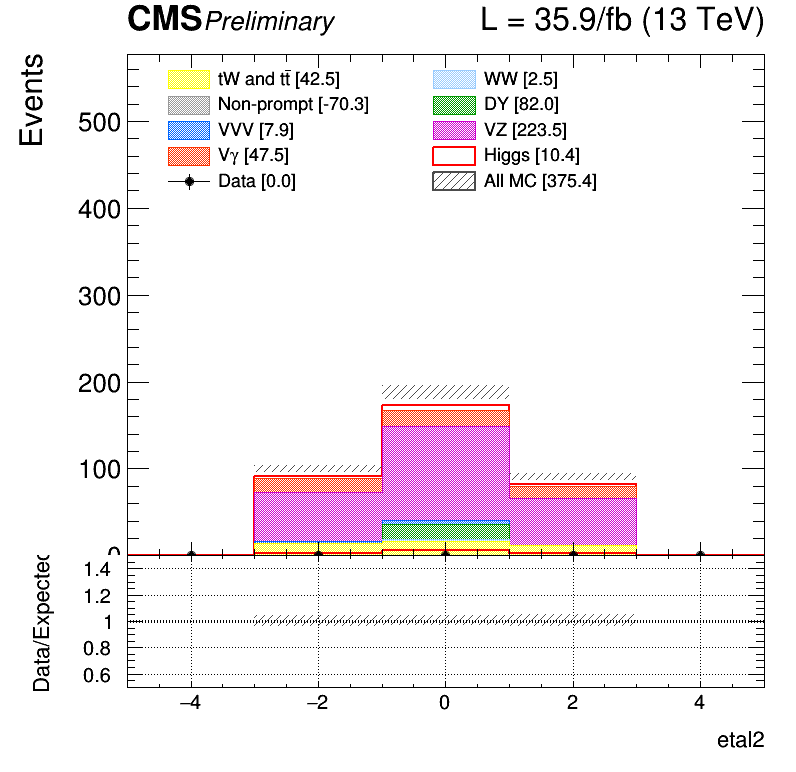 CMS Preliminary L = 35.9/fb (13 TeV)
Events
tW and tt̄ [42.5] WW [2.5]
Non-prompt [-70.3] DY [82.0]
VVV [7.9] VZ [223.5]
Vγ [47.5] Higgs [10.4]
Data [0.0] All MC [375.4]
500
400
300
200
100
0
Data/Expected
1.4
1.2
1
0.8
0.6
−4 −2 0 2 4
etal2